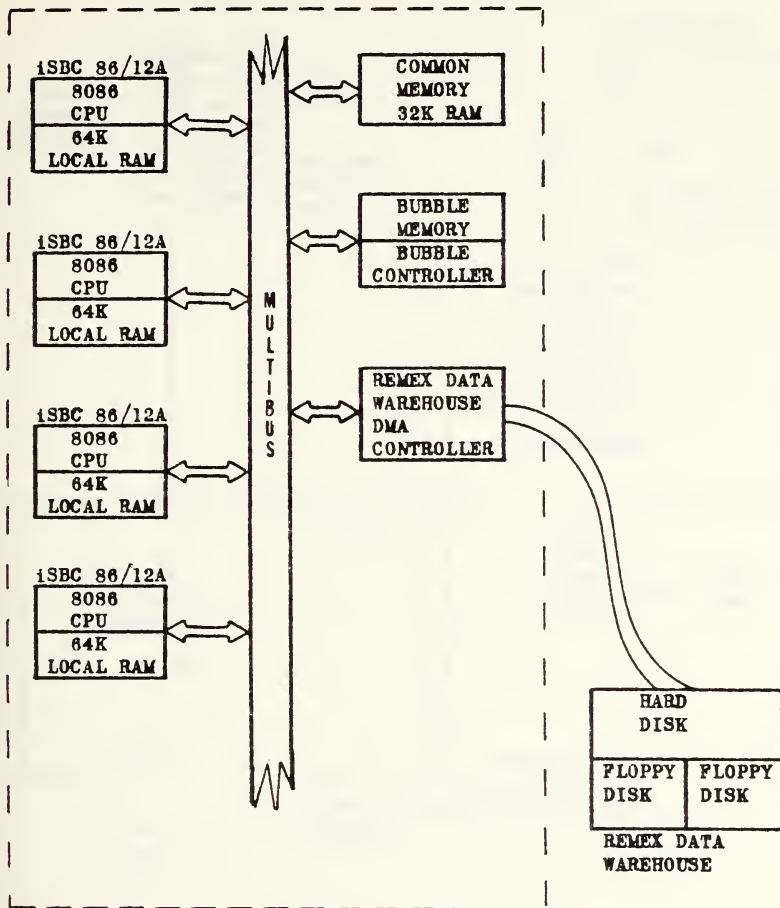 iSBC 86/12A
8086
CPU
64K
LOCAL RAM
iSBC 86/12A
8086
CPU
64K
LOCAL RAM
iSBC 86/12A
8086
CPU
64K
LOCAL RAM
iSBC 86/12A
8086
CPU
64K
LOCAL RAM
MULTIBUS
COMMON
MEMORY
32K RAM
BUBBLE
MEMORY
BUBBLE
CONTROLLER
REMEX DATA
WAREHOUSE
DMA
CONTROLLER
HARD
DISK
FLOPPY
DISK
FLOPPY
DISK
REMEX DATA
WAREHOUSE